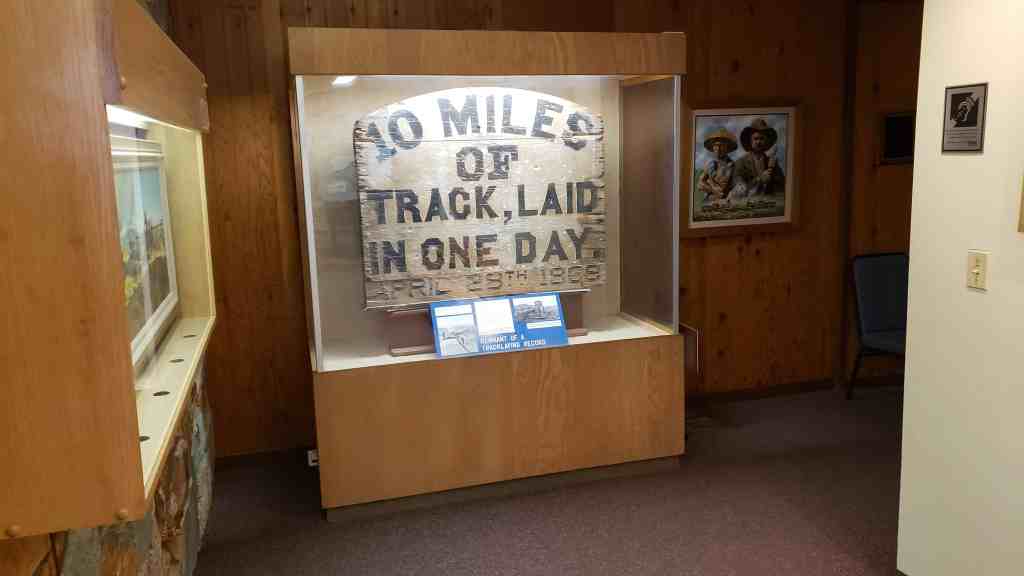 10 MILES
OF
TRACK, LAID
IN ONE DAY.
APRIL 28TH 1869
REMNANT OF A
TRACKLAYING RECORD